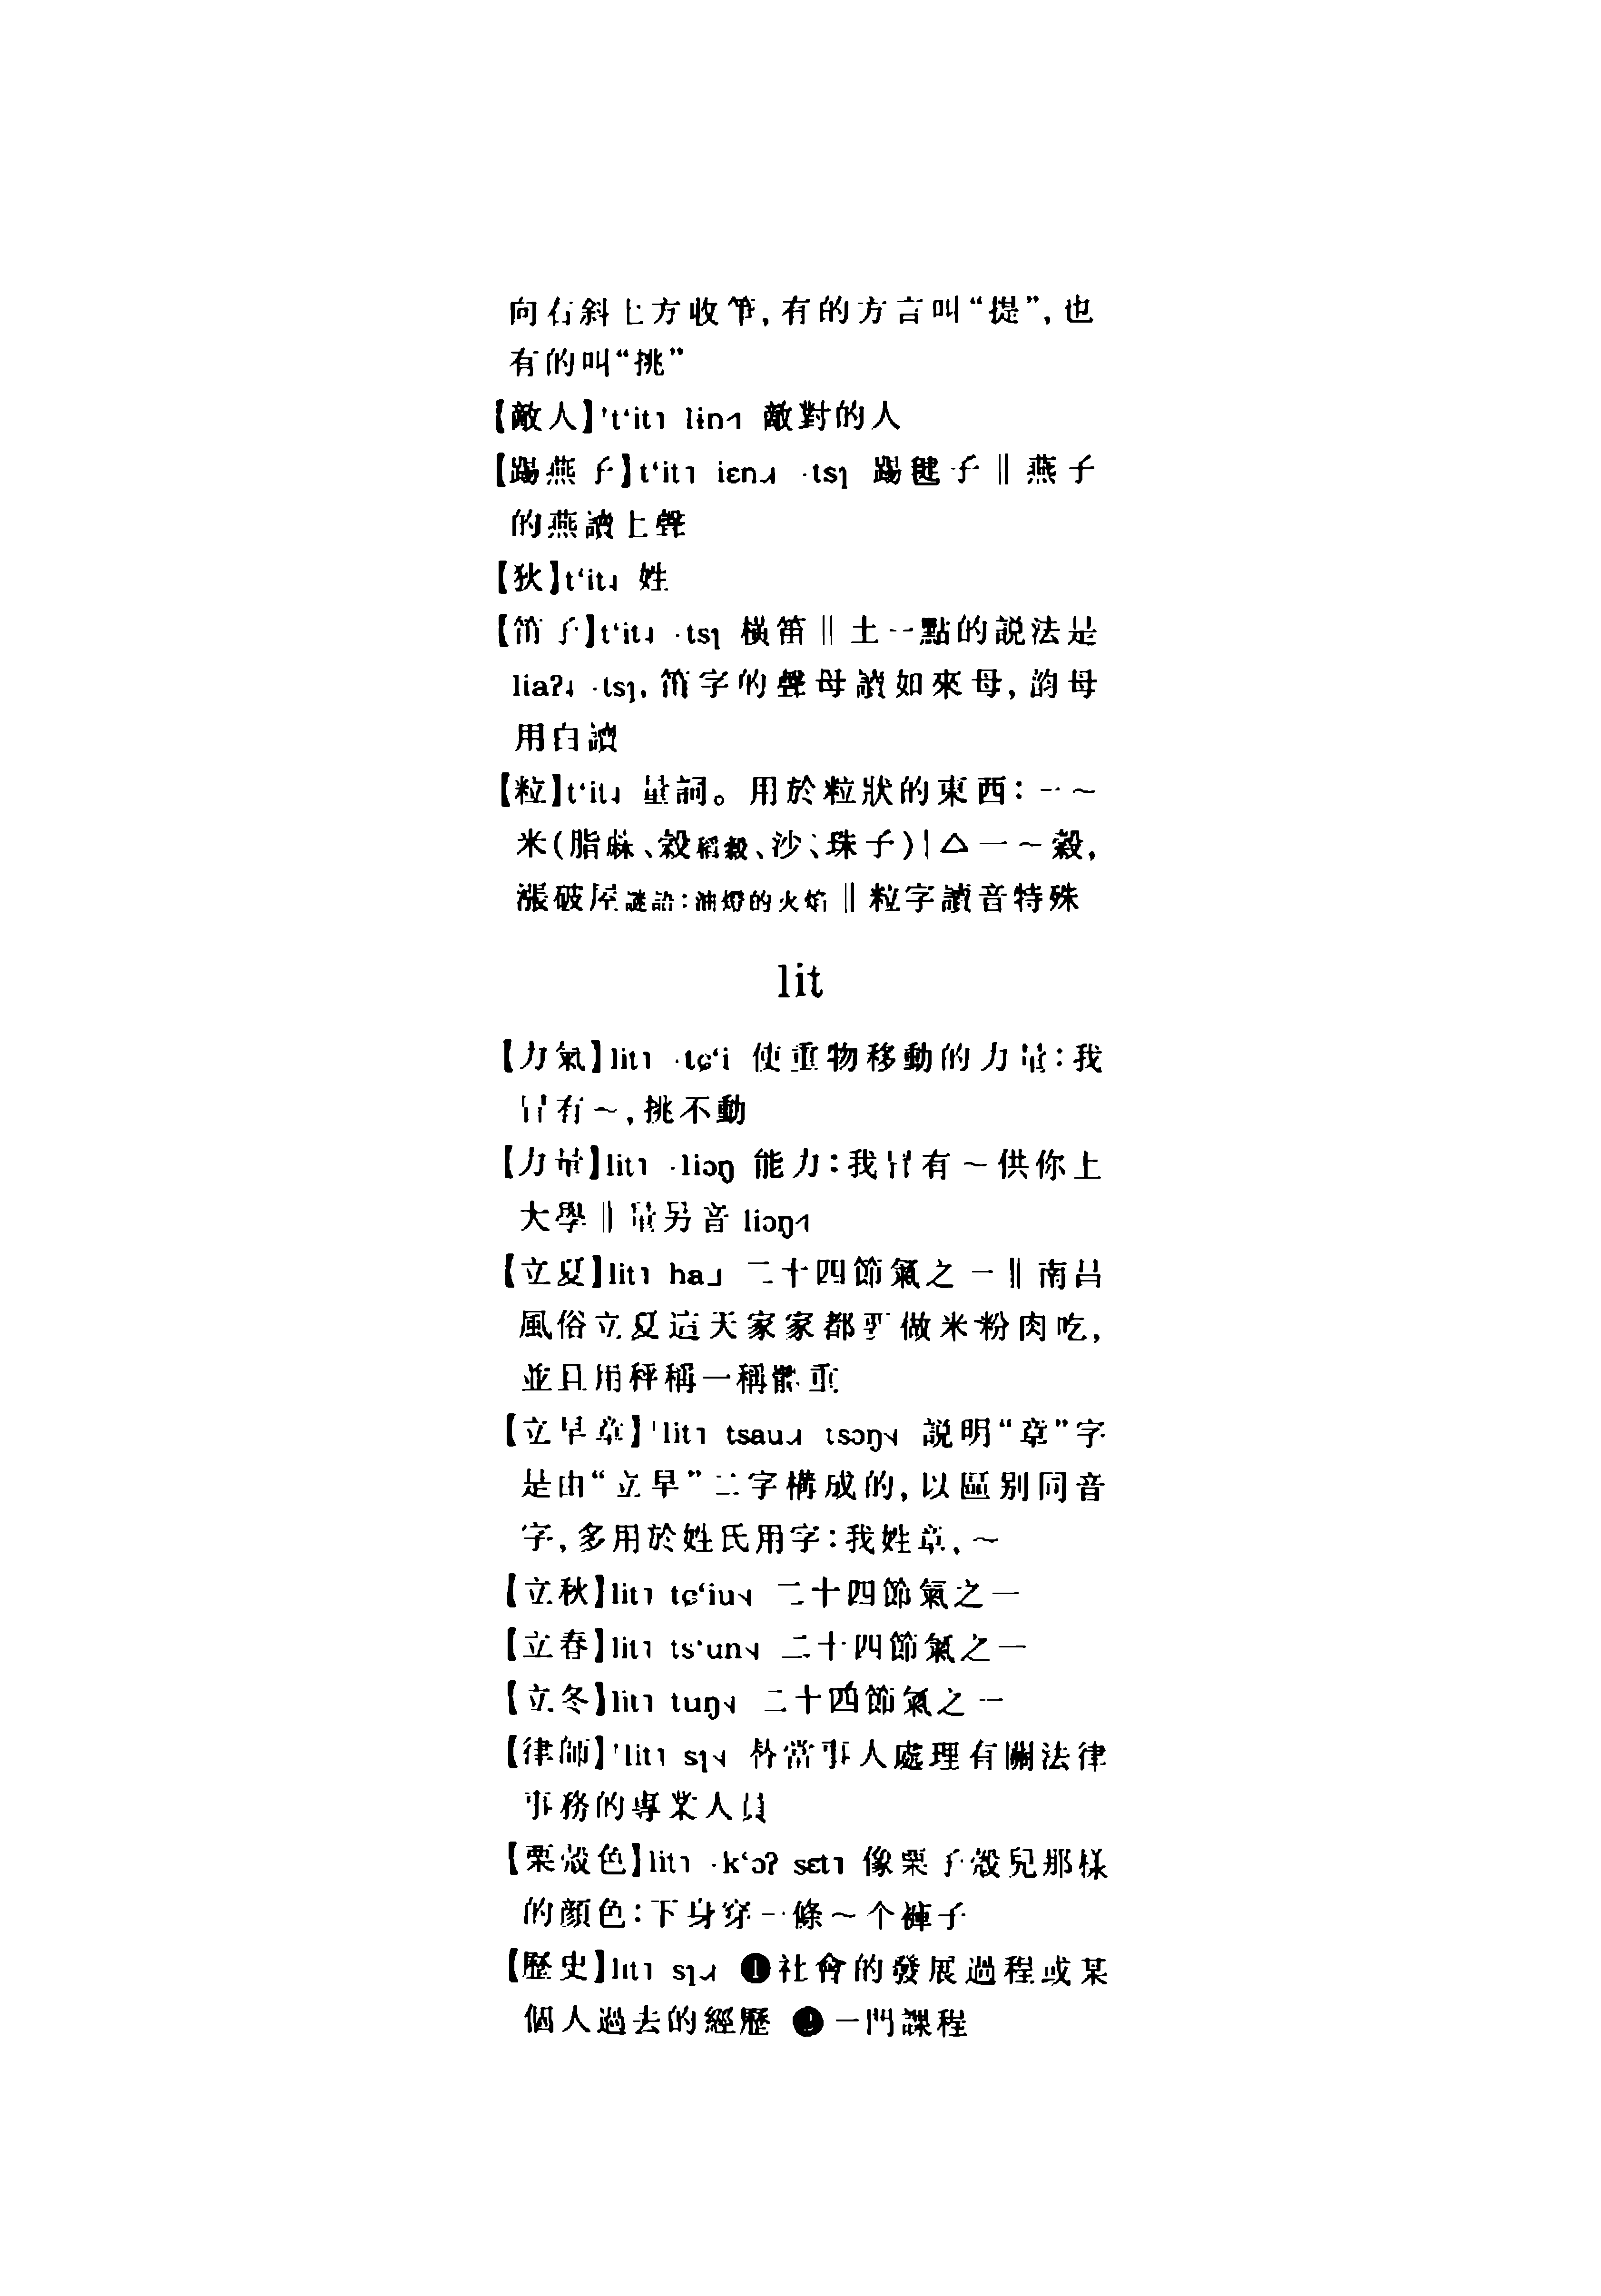 向右斜上方收筆,有的方言叫“提”,也
有的叫“挑”
【敵人】't‘it˥ lin˧˥ 敵對的人
【踢燕子】t‘it˥ iɛn˨˩˧ ·tsɿ 踢毽子‖燕子
的燕讀上聲
【狄】t‘it˨ 姓
【笛子】t‘it˨ ·tsɿ 橫笛‖土一點的説法是
liaʔ˨ ·tsɿ,笛字的聲母讀如來母,韵母
用白讀
【粒】t‘it˨ 量詞。用於粒狀的東西:一~
米(脂麻、穀稻穀、沙、珠子)|△一~穀,
漲破屋謎語:油燈的火焰‖粒字讀音特殊
lit
【力氣】lit˥ ·tɕ‘i 使重物移動的力量:我
冇有~,挑不動
【力量】lit˥ ·liɔŋ 能力:我冇有~供你上
大學‖量另音 liɔŋ˧˥
【立夏】lit˥ ha˩ 二十四節氣之一‖南昌
風俗立夏這天家家都要做米粉肉吃,
並且用秤稱一稱體重
【立早章】'lit˥ tsau˨˩˧ tsɔŋ˦˨ 説明“章”字
是由“立早”二字構成的,以區别同音
字,多用於姓氏用字:我姓章,~
【立秋】lit˥ tɕ‘iu˦˨ 二十四節氣之一
【立春】lit˥ ts‘un˦˨ 二十四節氣之一
【立冬】lit˥ tuŋ˦˨ 二十四節氣之一
【律師】'lit˥ sɿ˦˨ 替當事人處理有關法律
事務的專業人員
【栗殼色】lit˥ ·k‘ɔʔ sɛt˥ 像栗子殼兒那樣
的顔色:下身穿一條~个褲子
【歷史】lit˥ sɿ˨˩˧ ❶社會的發展過程或某
個人過去的經歷 ❷一門課程